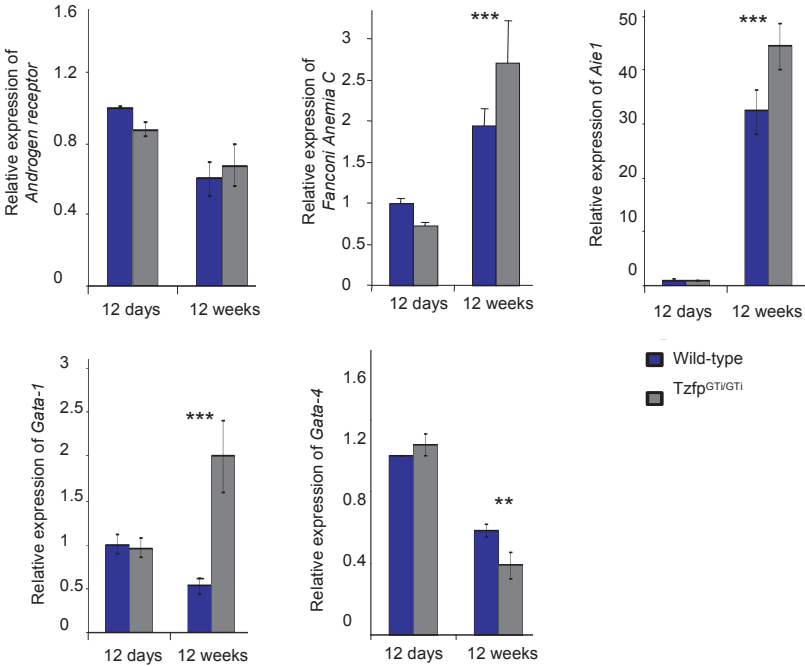 Relative expression of
Androgen receptor
1.6
1.2
0.8
0.4
0
12 days
12 weeks
Relative expression of
Fanconi Anemia C
3
2.5
2
1.5
1
0.5
0
***
12 days
12 weeks
Relative expression of Aie1
50
40
30
20
10
0
***
12 days
12 weeks
Relative expression of Gata-1
3
2.5
2
1.5
1
0.5
0
***
12 days
12 weeks
Relative expression of Gata-4
1.6
1.2
0.8
0.4
0
**
12 days
12 weeks
Wild-type
Tzfp^GTi/GTi